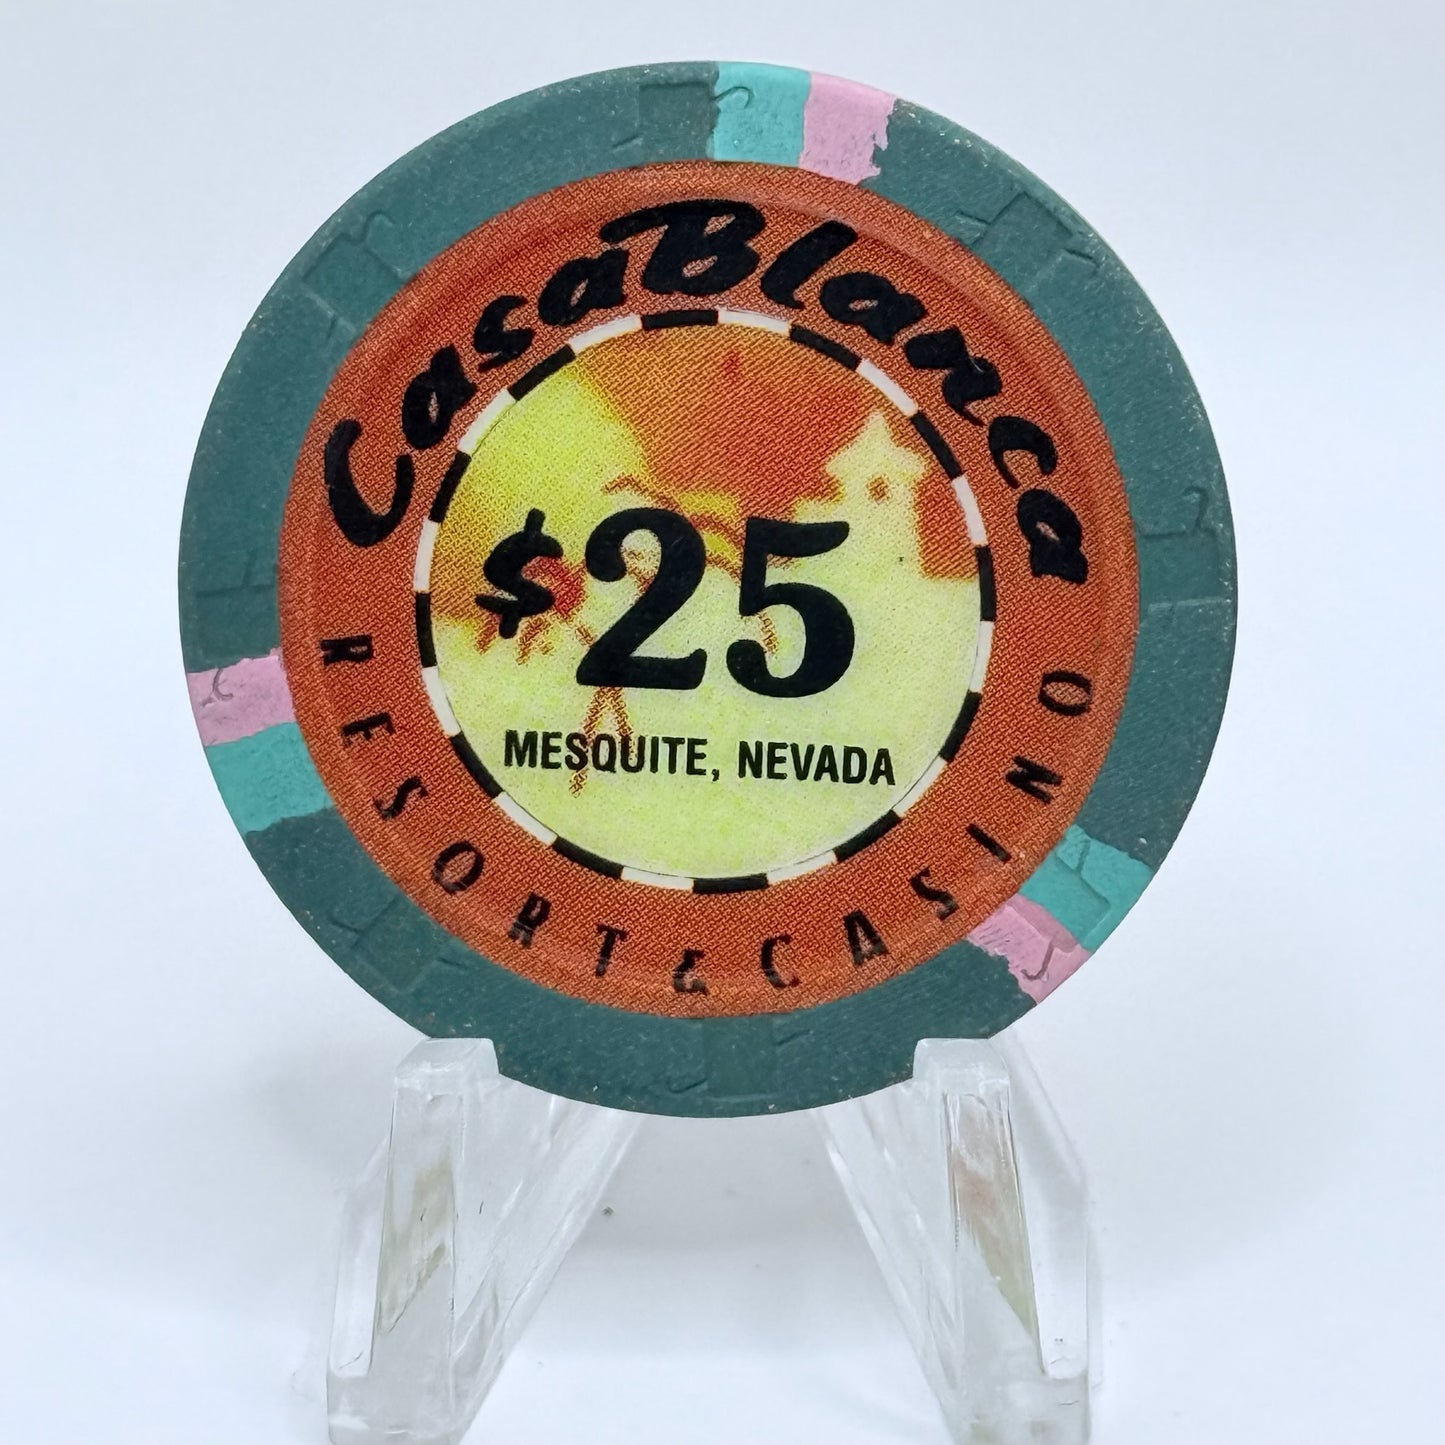 CasaBlanca
$25
MESQUITE, NEVADA
RESORT & CASINO